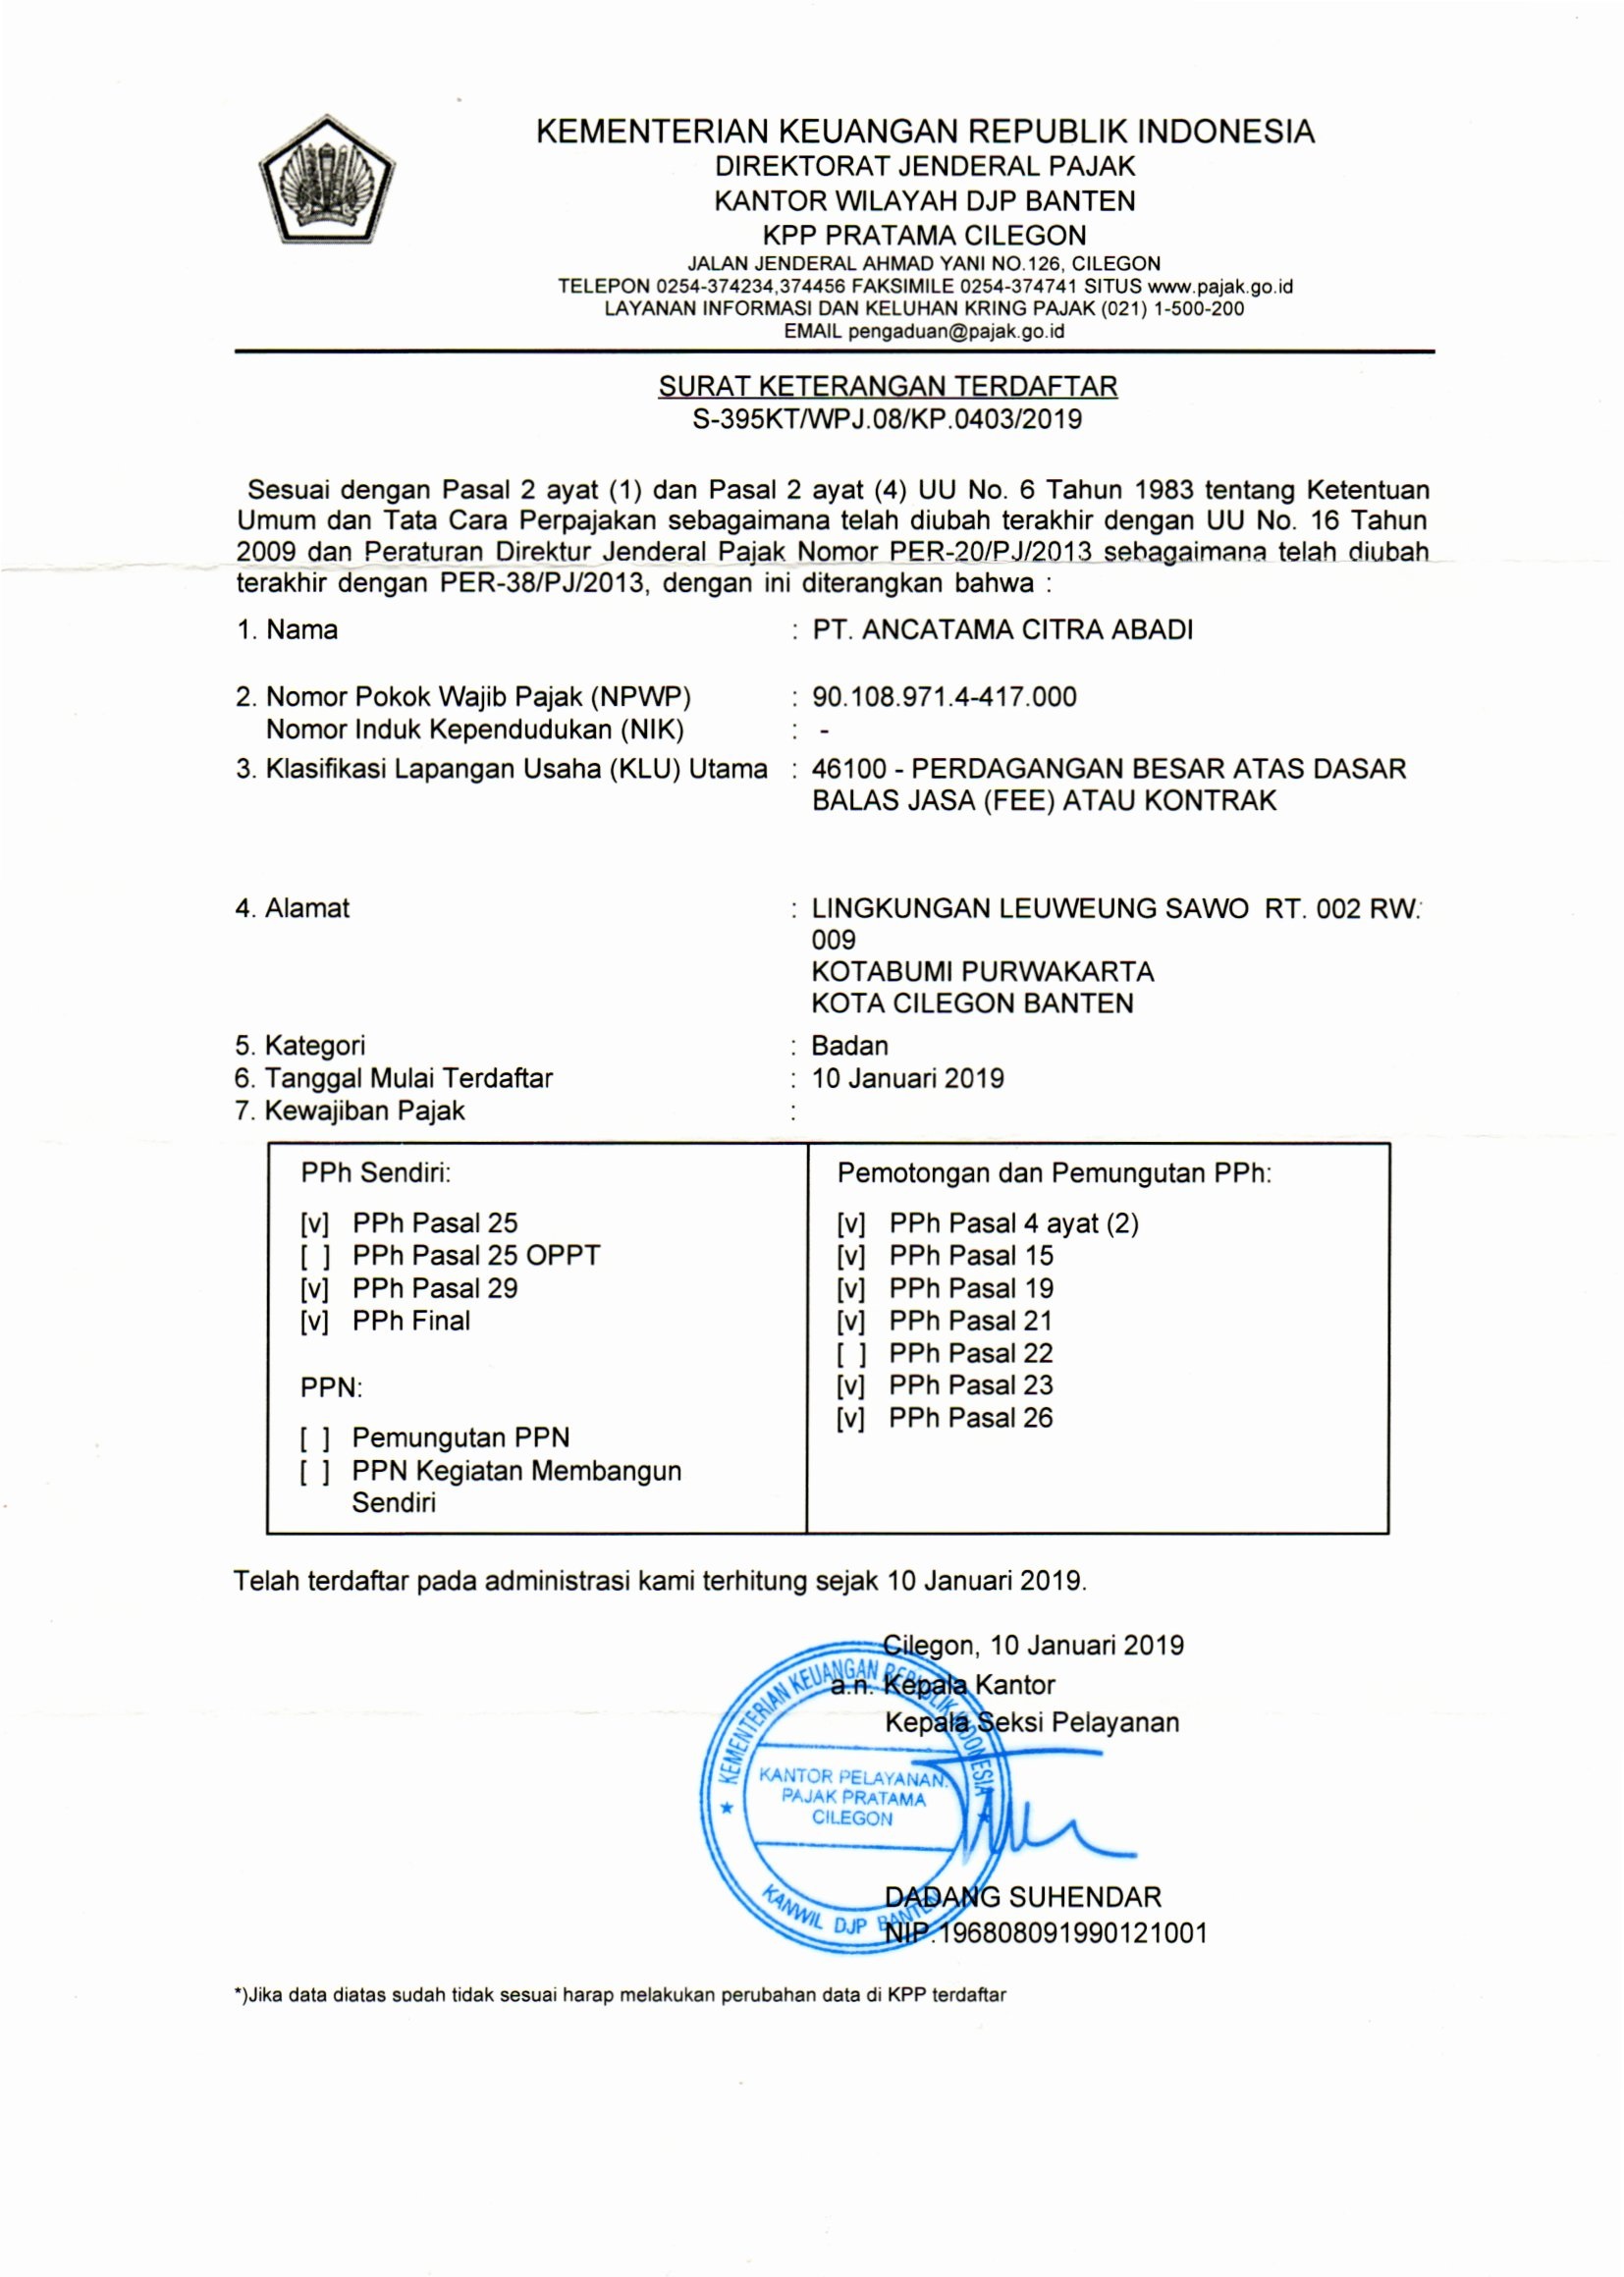 KEMENTERIAN KEUANGAN REPUBLIK INDONESIA
DIREKTORAT JENDERAL PAJAK
KANTOR WILAYAH DJP BANTEN
KPP PRATAMA CILEGON
JALAN JENDERAL AHMAD YANI NO.126, CILEGON
TELEPON 0254-374234,374456 FAKSIMILE 0254-374741 SITUS www.pajak.go.id
LAYANAN INFORMASI DAN KELUHAN KRING PAJAK (021) 1-500-200
EMAIL pengaduan@pajak.go.id
SURAT KETERANGAN TERDAFTAR
S-395KT/WPJ.08/KP.0403/2019
Sesuai dengan Pasal 2 ayat (1) dan Pasal 2 ayat (4) UU No. 6 Tahun 1983 tentang Ketentuan
Umum dan Tata Cara Perpajakan sebagaimana telah diubah terakhir dengan UU No. 16 Tahun
2009 dan Peraturan Direktur Jenderal Pajak Nomor PER-20/PJ/2013 sebagaimana telah diubah
terakhir dengan PER-38/PJ/2013, dengan ini diterangkan bahwa :
1. Nama : PT. ANCATAMA CITRA ABADI
2. Nomor Pokok Wajib Pajak (NPWP) : 90.108.971.4-417.000
Nomor Induk Kependudukan (NIK) : -
3. Klasifikasi Lapangan Usaha (KLU) Utama : 46100 - PERDAGANGAN BESAR ATAS DASAR
BALAS JASA (FEE) ATAU KONTRAK
4. Alamat : LINGKUNGAN LEUWEUNG SAWO RT. 002 RW.
009
KOTABUMI PURWAKARTA
KOTA CILEGON BANTEN
5. Kategori : Badan
6. Tanggal Mulai Terdaftar : 10 Januari 2019
7. Kewajiban Pajak :
PPh Sendiri:
[v] PPh Pasal 25
[ ] PPh Pasal 25 OPPT
[v] PPh Pasal 29
[v] PPh Final
PPN:
[ ] Pemungutan PPN
[ ] PPN Kegiatan Membangun
Sendiri
Pemotongan dan Pemungutan PPh:
[v] PPh Pasal 4 ayat (2)
[v] PPh Pasal 15
[v] PPh Pasal 19
[v] PPh Pasal 21
[ ] PPh Pasal 22
[v] PPh Pasal 23
[v] PPh Pasal 26
Telah terdaftar pada administrasi kami terhitung sejak 10 Januari 2019.
Cilegon, 10 Januari 2019
a.n. Kepala Kantor
Kepala Seksi Pelayanan
KEMENTERIAN KEUANGAN REPUBLIK INDONESIA
KANTOR PELAYANAN
PAJAK PRATAMA
CILEGON
KANWIL DJP BANTEN
DADANG SUHENDAR
NIP.196808091990121001
*)Jika data diatas sudah tidak sesuai harap melakukan perubahan data di KPP terdaftar